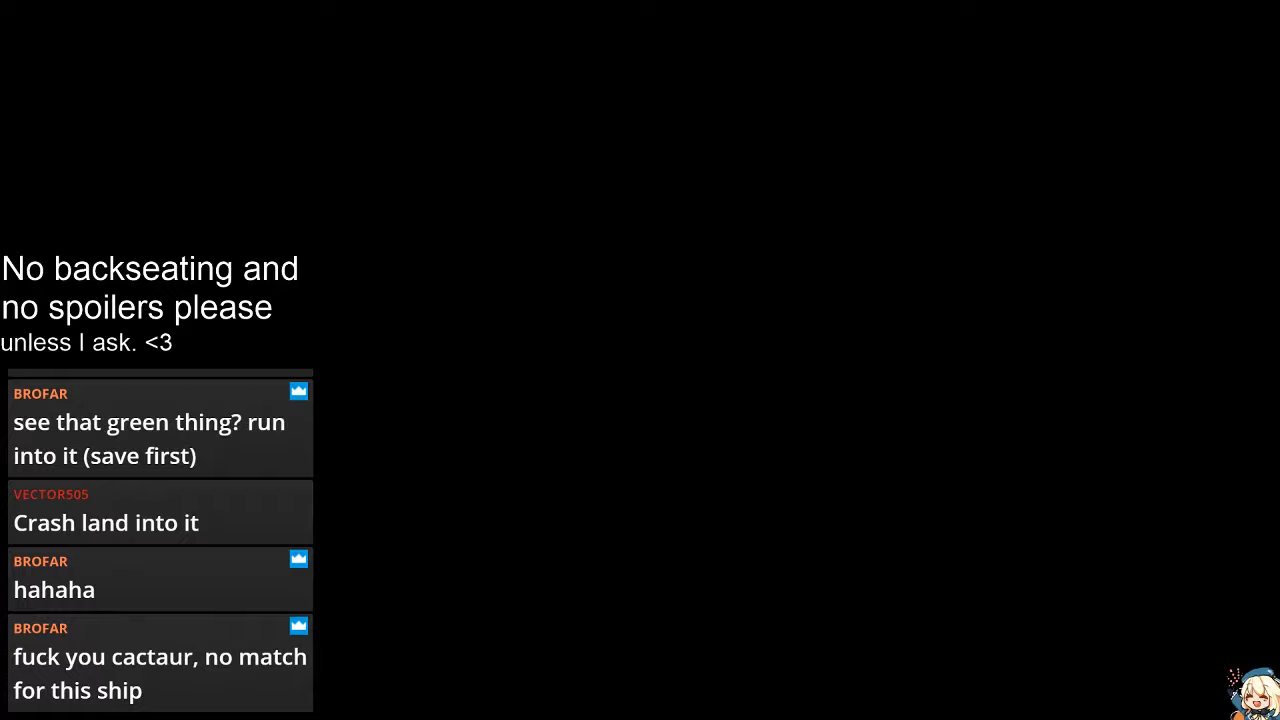 No backseating and
no spoilers please
unless I ask. <3
BROFAR
see that green thing? run
into it (save first)
VECTOR505
Crash land into it
BROFAR
hahaha
BROFAR
fuck you cactaur, no match
for this ship